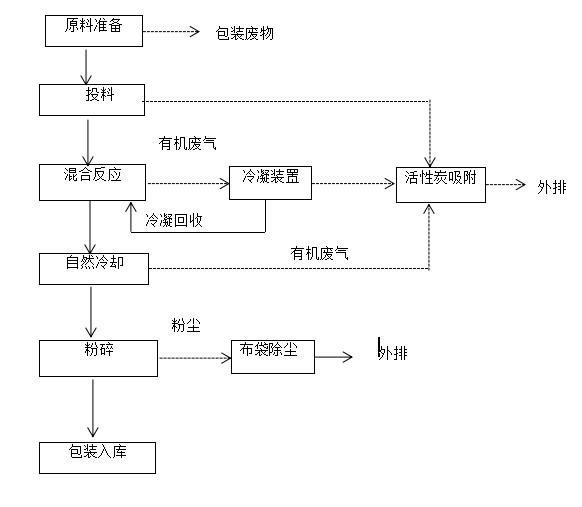 原料准备
包装废物
投料
有机废气
混合反应
冷凝装置
活性炭吸附
外排
冷凝回收
有机废气
自然冷却
粉尘
粉碎
布袋除尘
外排
包装入库